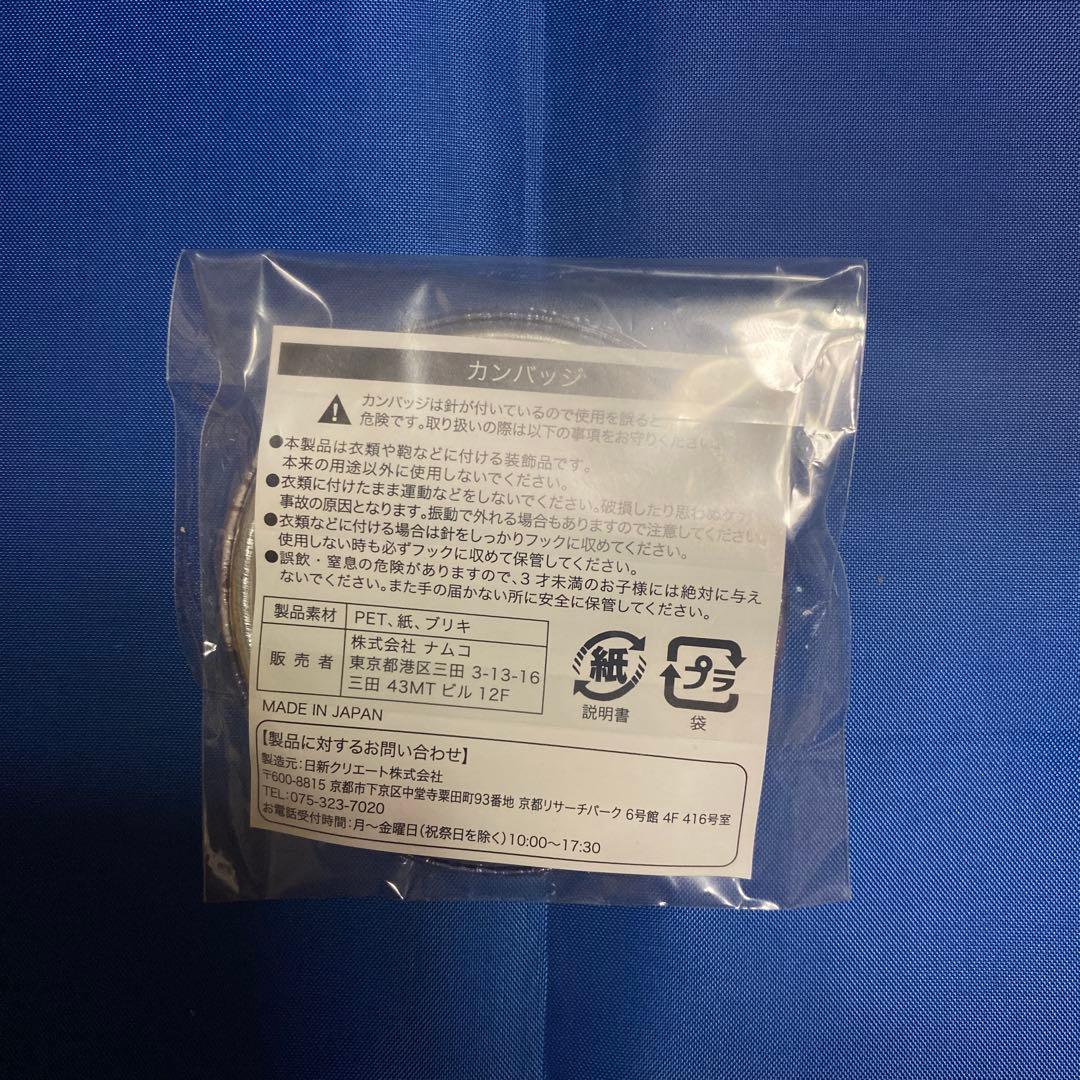 カンバッジ
カンバッジは針が付いているので使用を誤ると
危険です。取り扱いの際は以下の事項をお守りください。
●本製品は衣類や鞄などに付ける装飾品です。
本来の用途以外に使用しないでください。
●衣類に付けたまま運動などをしないでください。破損したり思わぬ
事故の原因となります。振動で外れる場合もありますので注意してください。
●衣類などに付ける場合は針をしっかりフックに収めてください。
使用しない時も必ずフックに収めて保管してください。
●誤飲・窒息の危険がありますので、3才未満のお子様には絶対に与え
ないでください。また手の届かない所に安全に保管してください。
製品素材 PET、紙、ブリキ
販売者 株式会社 ナムコ
東京都港区三田 3-13-16
三田 43MT ビル 12F
紙
説明書
プラ
袋
MADE IN JAPAN
【製品に対するお問い合わせ】
製造元:日新クリエート株式会社
〒600-8815 京都市下京区中堂寺粟田町93番地 京都リサーチパーク 6号館 4F 416号室
TEL:075-323-7020
お電話受付時間:月～金曜日(祝祭日を除く)10:00～17:30